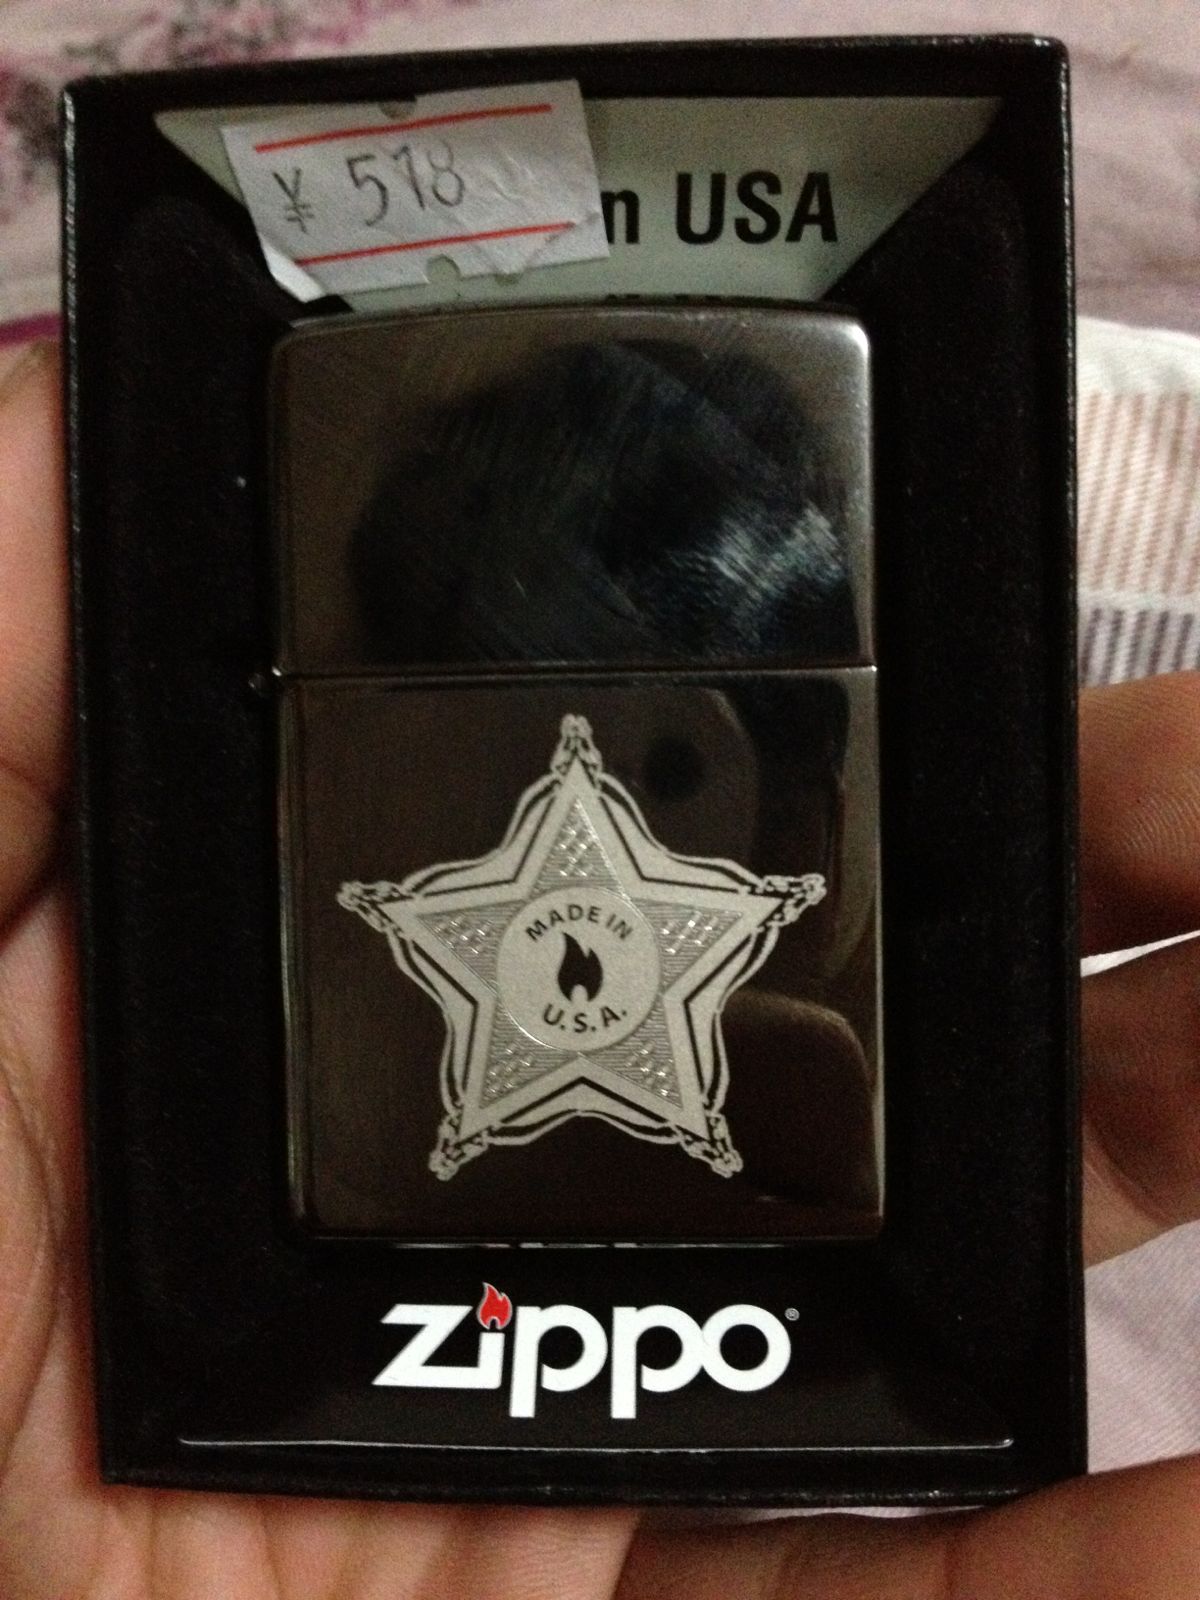 ¥ 518
n USA
MADE IN
U.S.A.
zippo®